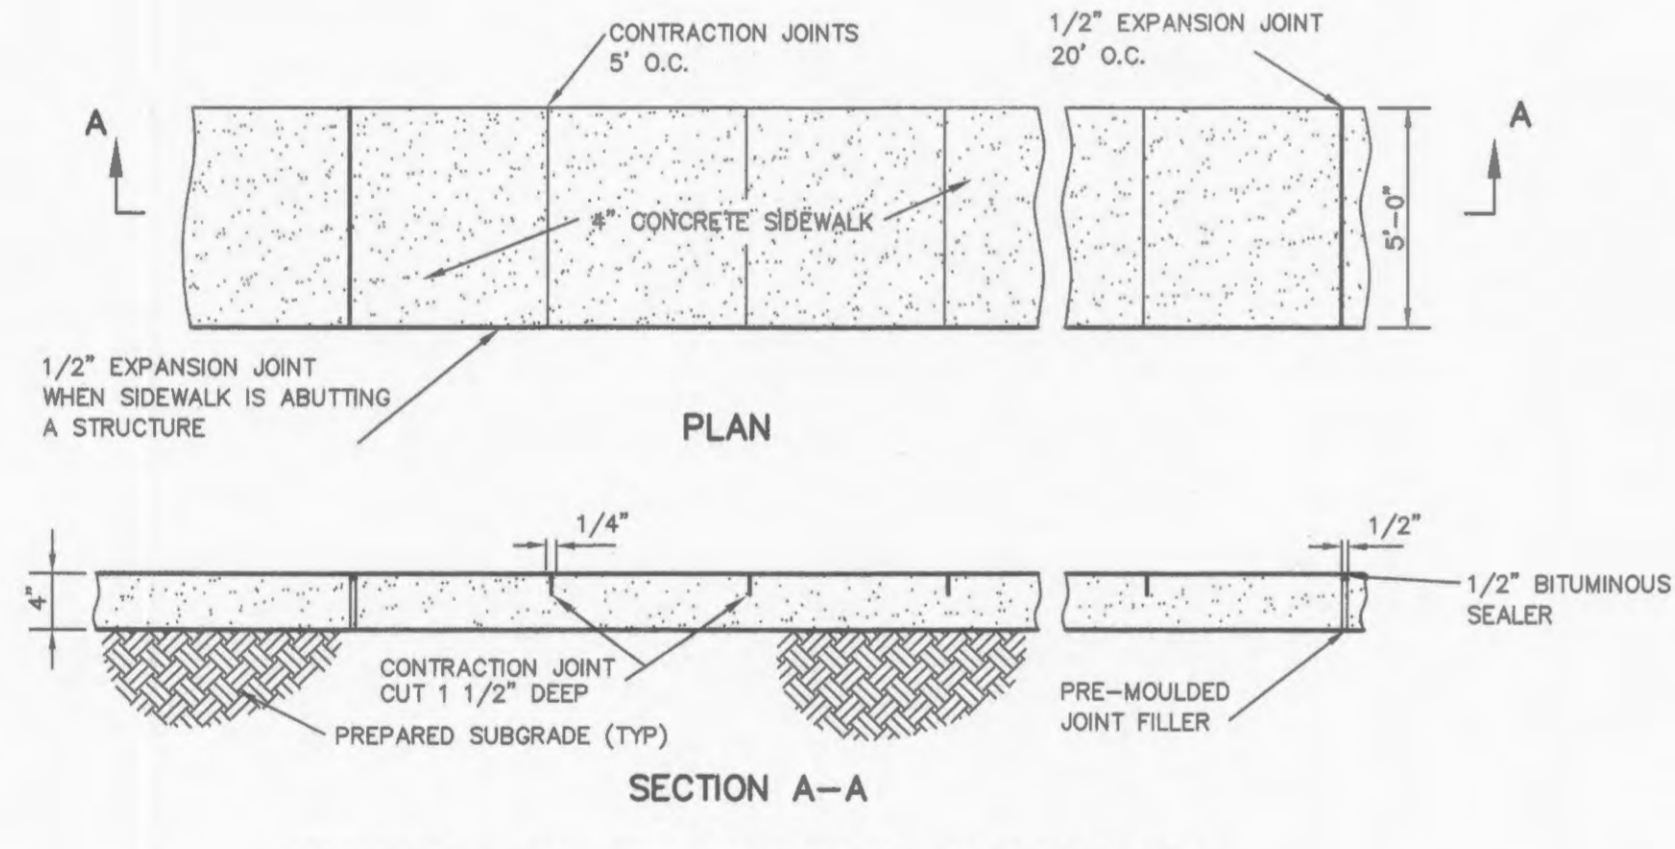 CONTRACTION JOINTS
5' O.C.
1/2" EXPANSION JOINT
20' O.C.
A
A
4" CONCRETE SIDEWALK
5'-0"
1/2" EXPANSION JOINT
WHEN SIDEWALK IS ABUTTING
A STRUCTURE
PLAN
1/4"
1/2"
4"
1/2" BITUMINOUS
SEALER
CONTRACTION JOINT
CUT 1 1/2" DEEP
PRE-MOULDED
JOINT FILLER
PREPARED SUBGRADE (TYP)
SECTION A-A